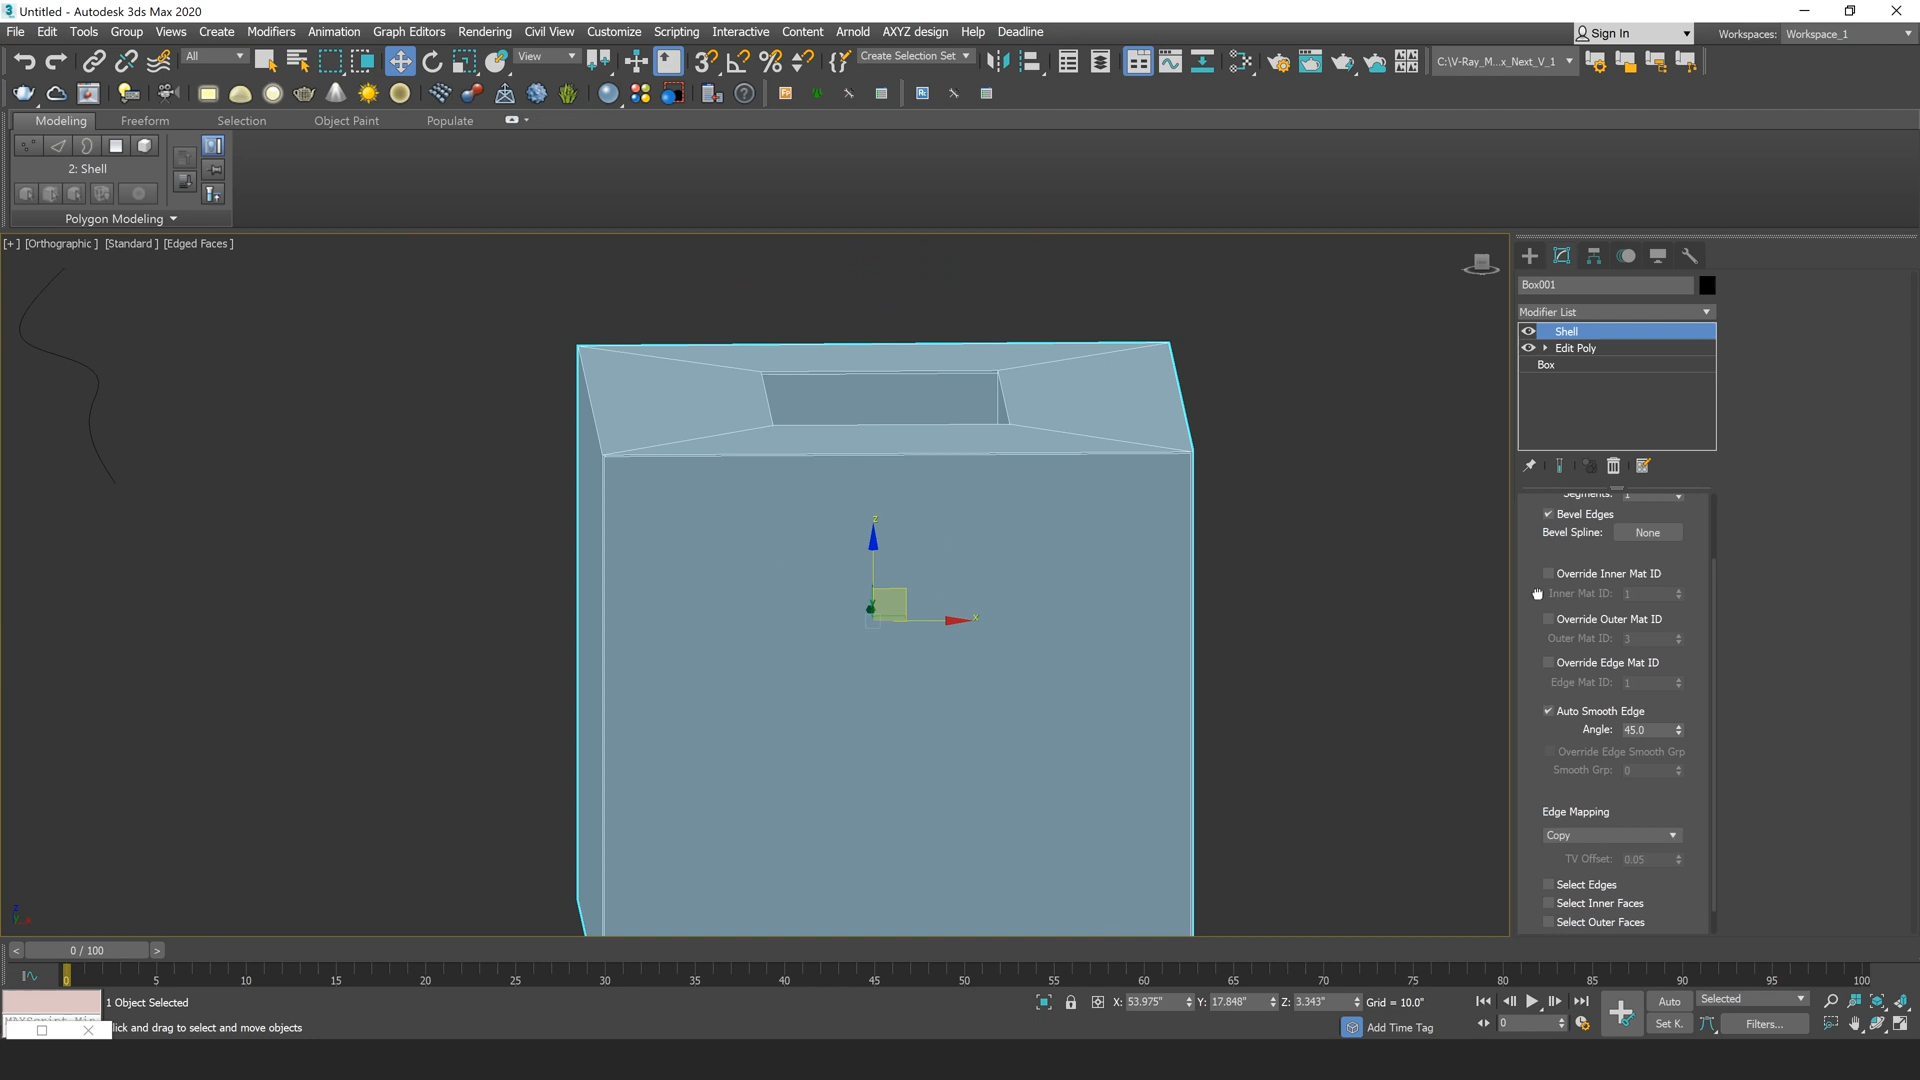 Untitled - Autodesk 3ds Max 2020
File Edit Tools Group Views Create Modifiers Animation Graph Editors Rendering Civil View Customize Scripting Interactive Content Arnold AXYZ design Help Deadline
Sign In
Workspaces: Workspace_1
All
View
Create Selection Set
C:\V-Ray_M...x_Next_V_1
Modeling Freeform Selection Object Paint Populate
2: Shell
Polygon Modeling
[+] [Orthographic] [Standard] [Edged Faces]
Box001
Modifier List
Shell
Edit Poly
Box
Segments: 1
Bevel Edges
Bevel Spline: None
Override Inner Mat ID
Inner Mat ID: 1
Override Outer Mat ID
Outer Mat ID: 3
Override Edge Mat ID
Edge Mat ID: 1
Auto Smooth Edge
Angle: 45.0
Override Edge Smooth Grp
Smooth Grp: 0
Edge Mapping
Copy
TV Offset: 0.05
Select Edges
Select Inner Faces
Select Outer Faces
z
y
x
z
y x
< 0 / 100 >
0 5 10 15 20 25 30 35 40 45 50 55 60 65 70 75 80 85 90 95 100
1 Object Selected
X: 53.975" Y: 17.848" Z: 3.343" Grid = 10.0"
Auto Selected
MAXScript Min
lick and drag to select and move objects
Add Time Tag
0
Set K. Filters...